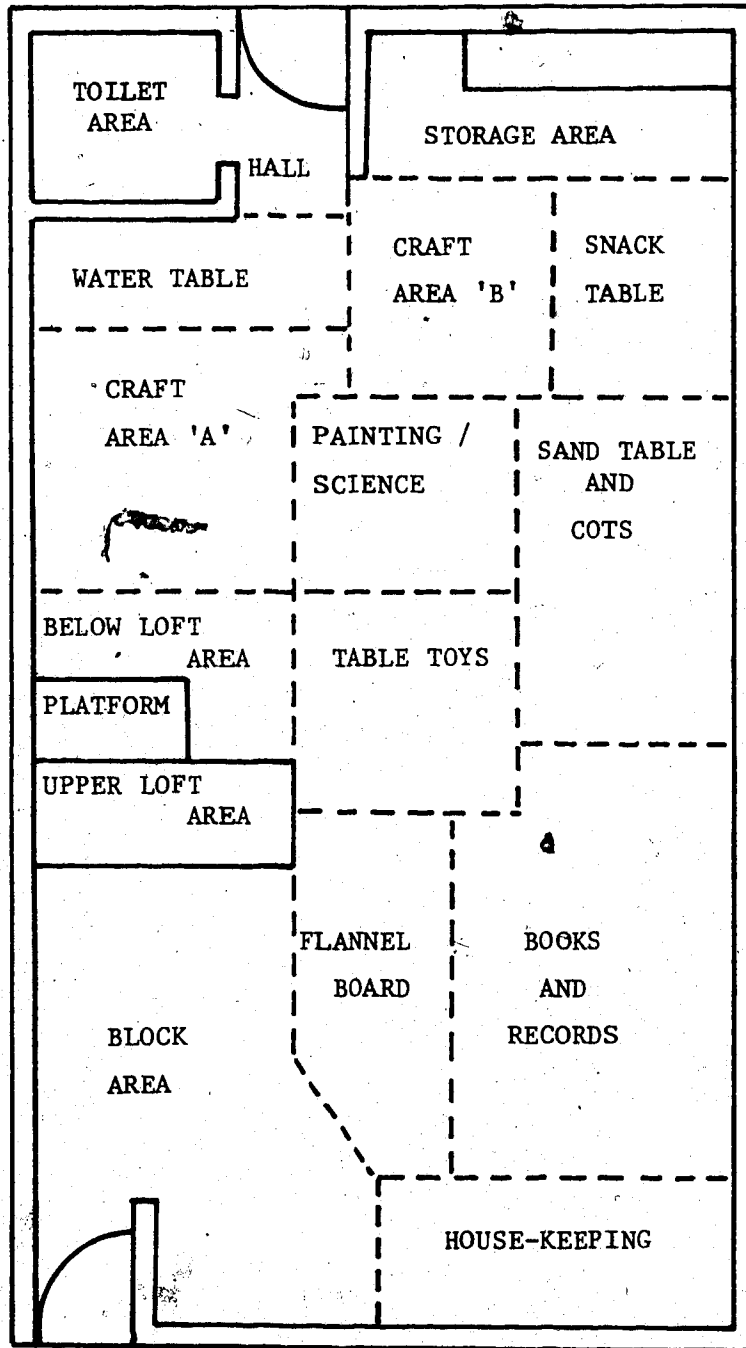 TOILET
AREA
HALL
STORAGE AREA
WATER TABLE
CRAFT
AREA 'B'
SNACK
TABLE
CRAFT
AREA 'A'
PAINTING /
SCIENCE
SAND TABLE
AND
COTS
BELOW LOFT
AREA
TABLE TOYS
PLATFORM
UPPER LOFT
AREA
FLANNEL
BOARD
BOOKS
AND
RECORDS
BLOCK
AREA
HOUSE-KEEPING